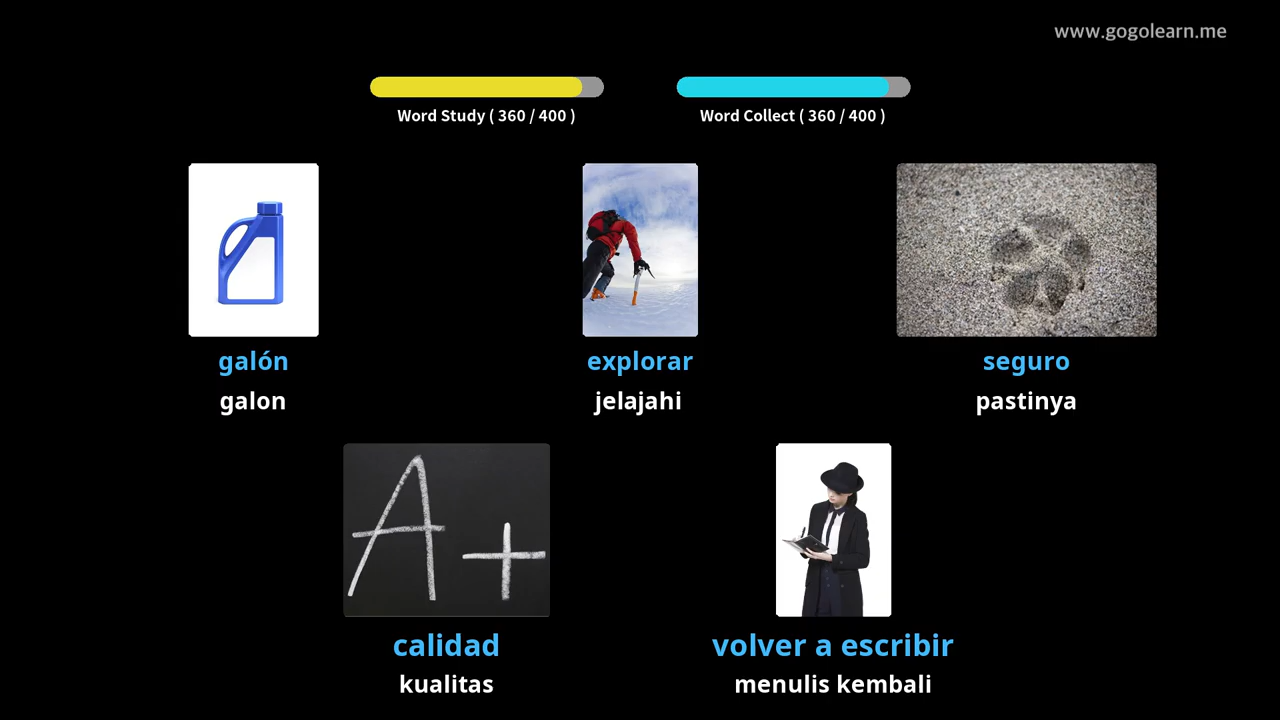 www.gogolearn.me
Word Study ( 360 / 400 )
Word Collect ( 360 / 400 )
galón
galon
explorar
jelajahi
seguro
pastinya
A+
calidad
kualitas
volver a escribir
menulis kembali